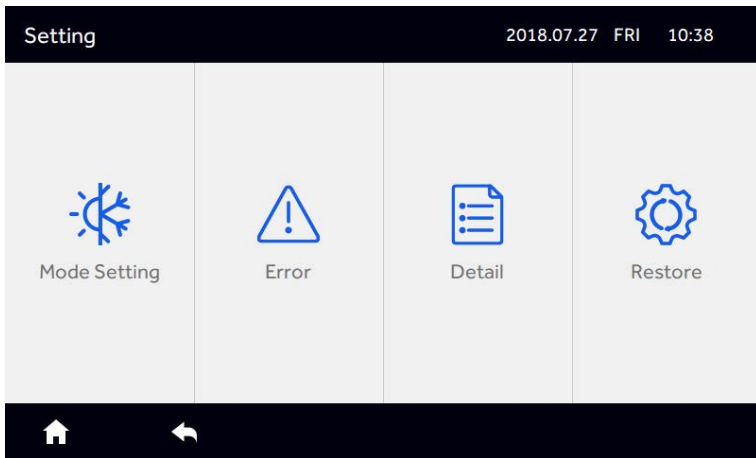 Setting 2018.07.27 FRI 10:38
Mode Setting Error Detail Restore